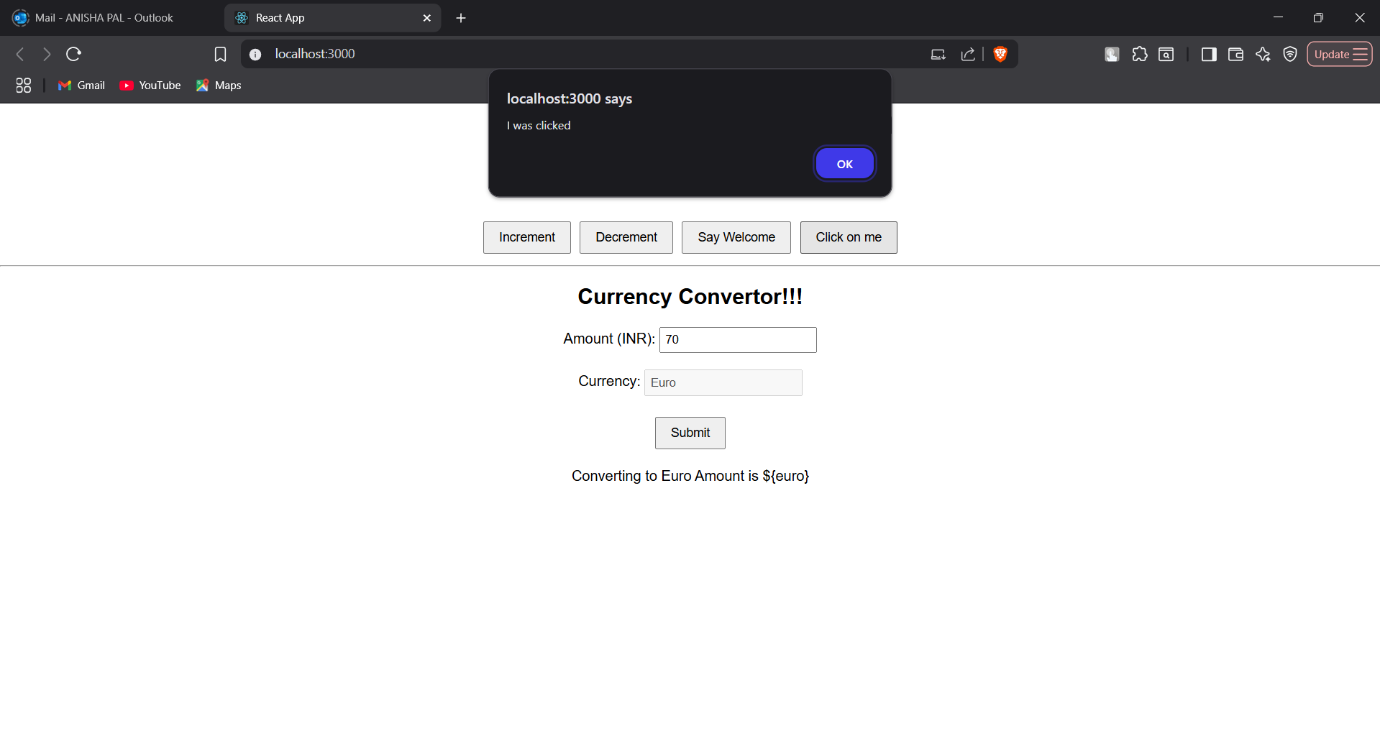 Mail - ANISHA PAL - Outlook
React App
localhost:3000
Update
Gmail
YouTube
Maps
localhost:3000 says
I was clicked
OK
Increment
Decrement
Say Welcome
Click on me
Currency Convertor!!!
Amount (INR): 70
Currency: Euro
Submit
Converting to Euro Amount is ${euro}